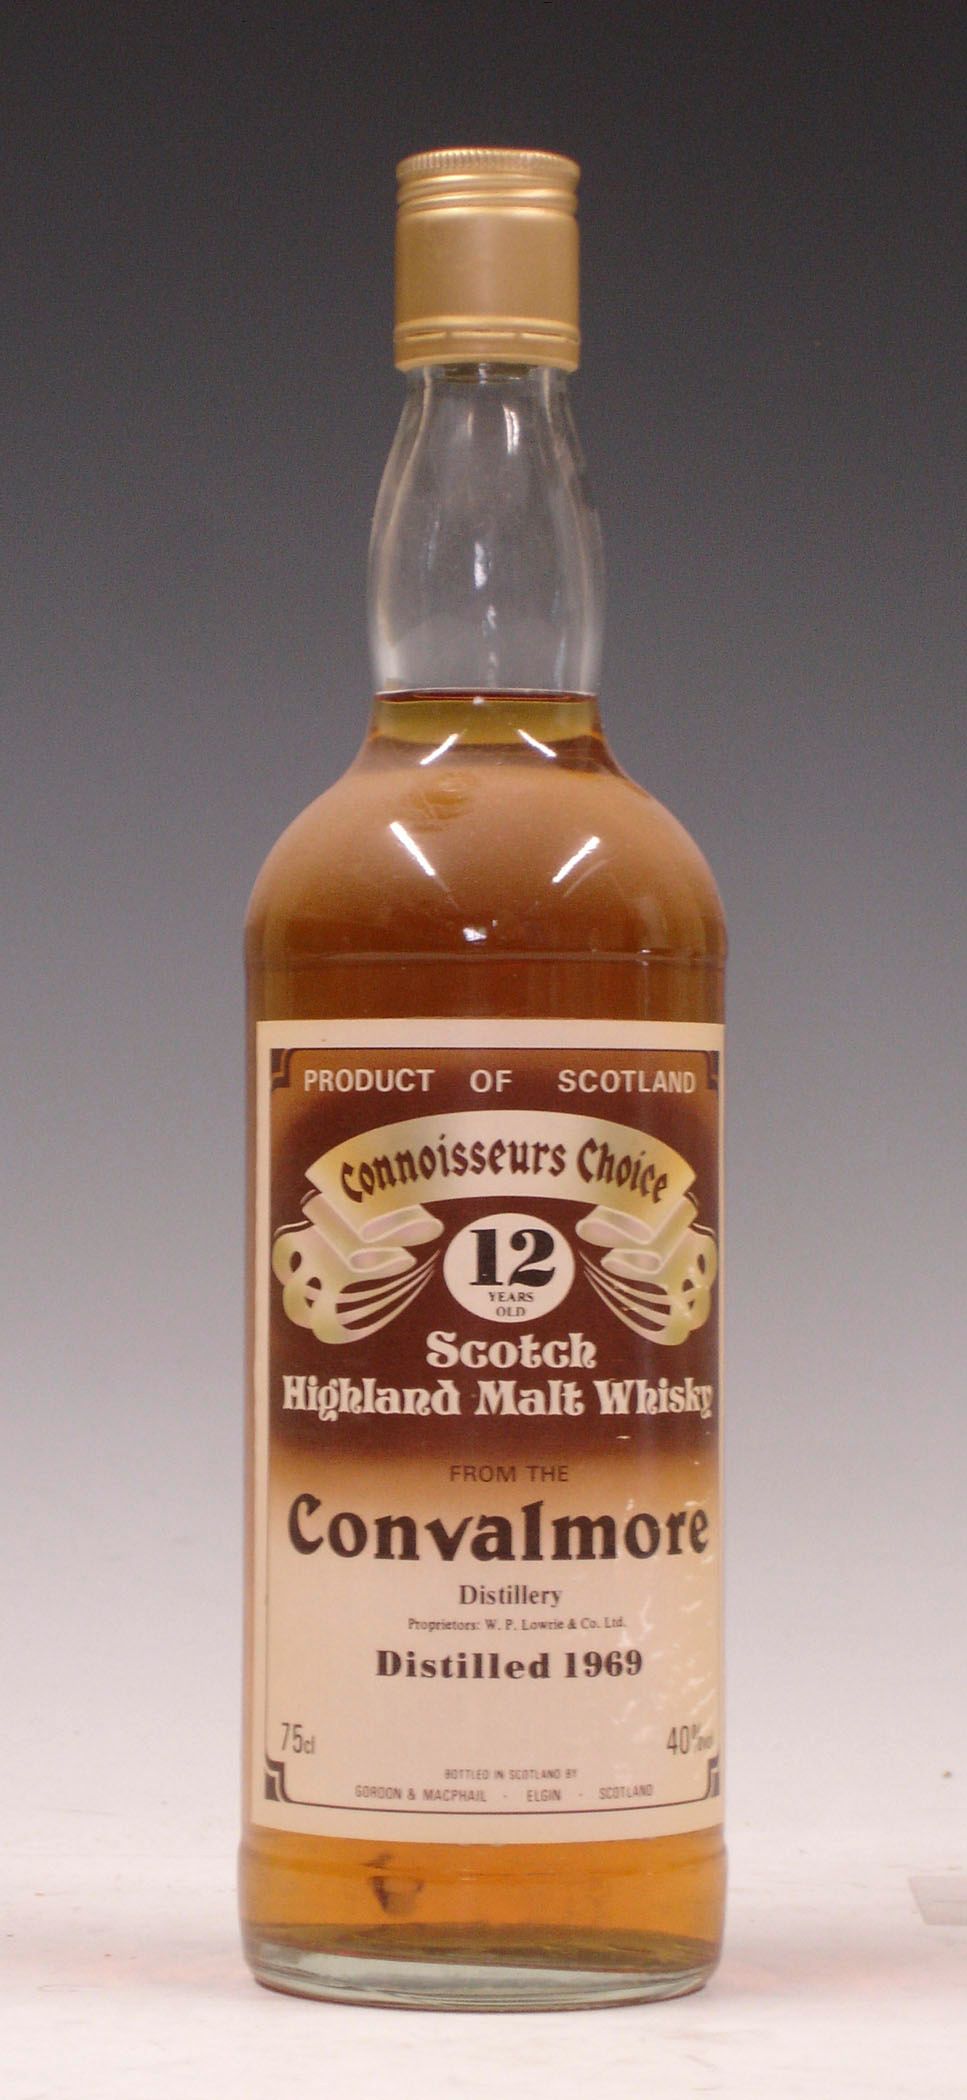 PRODUCT OF SCOTLAND
Connoisseurs Choice
12
YEARS
OLD
Scotch
Highland Malt Whisky
FROM THE
Convalmore
Distillery
Proprietors: W. P. Lowrie & Co. Ltd.
Distilled 1969
75cl 40%vol
BOTTLED IN SCOTLAND BY
GORDON & MACPHAIL - ELGIN - SCOTLAND